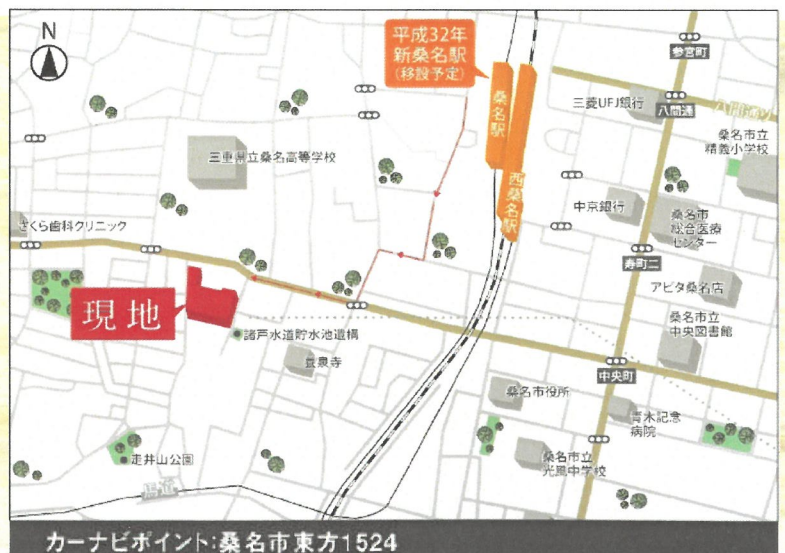 N
平成32年
新桑名駅
(移設予定)
桑名駅
西桑名駅
参宮町
三菱UFJ銀行
八間通
八間通り
桑名市立
精義小学校
三重県立桑名高等学校
さくら歯科クリニック
中京銀行
桑名市
総合医療
センター
寿町二
アピタ桑名店
現地
諸戸水道貯水池遺構
養泉寺
桑名市立
中央図書館
中央町
桑名市役所
青木記念
病院
桑名市立
光風中学校
走井山公園
馬道
カーナビポイント:桑名市東方1524